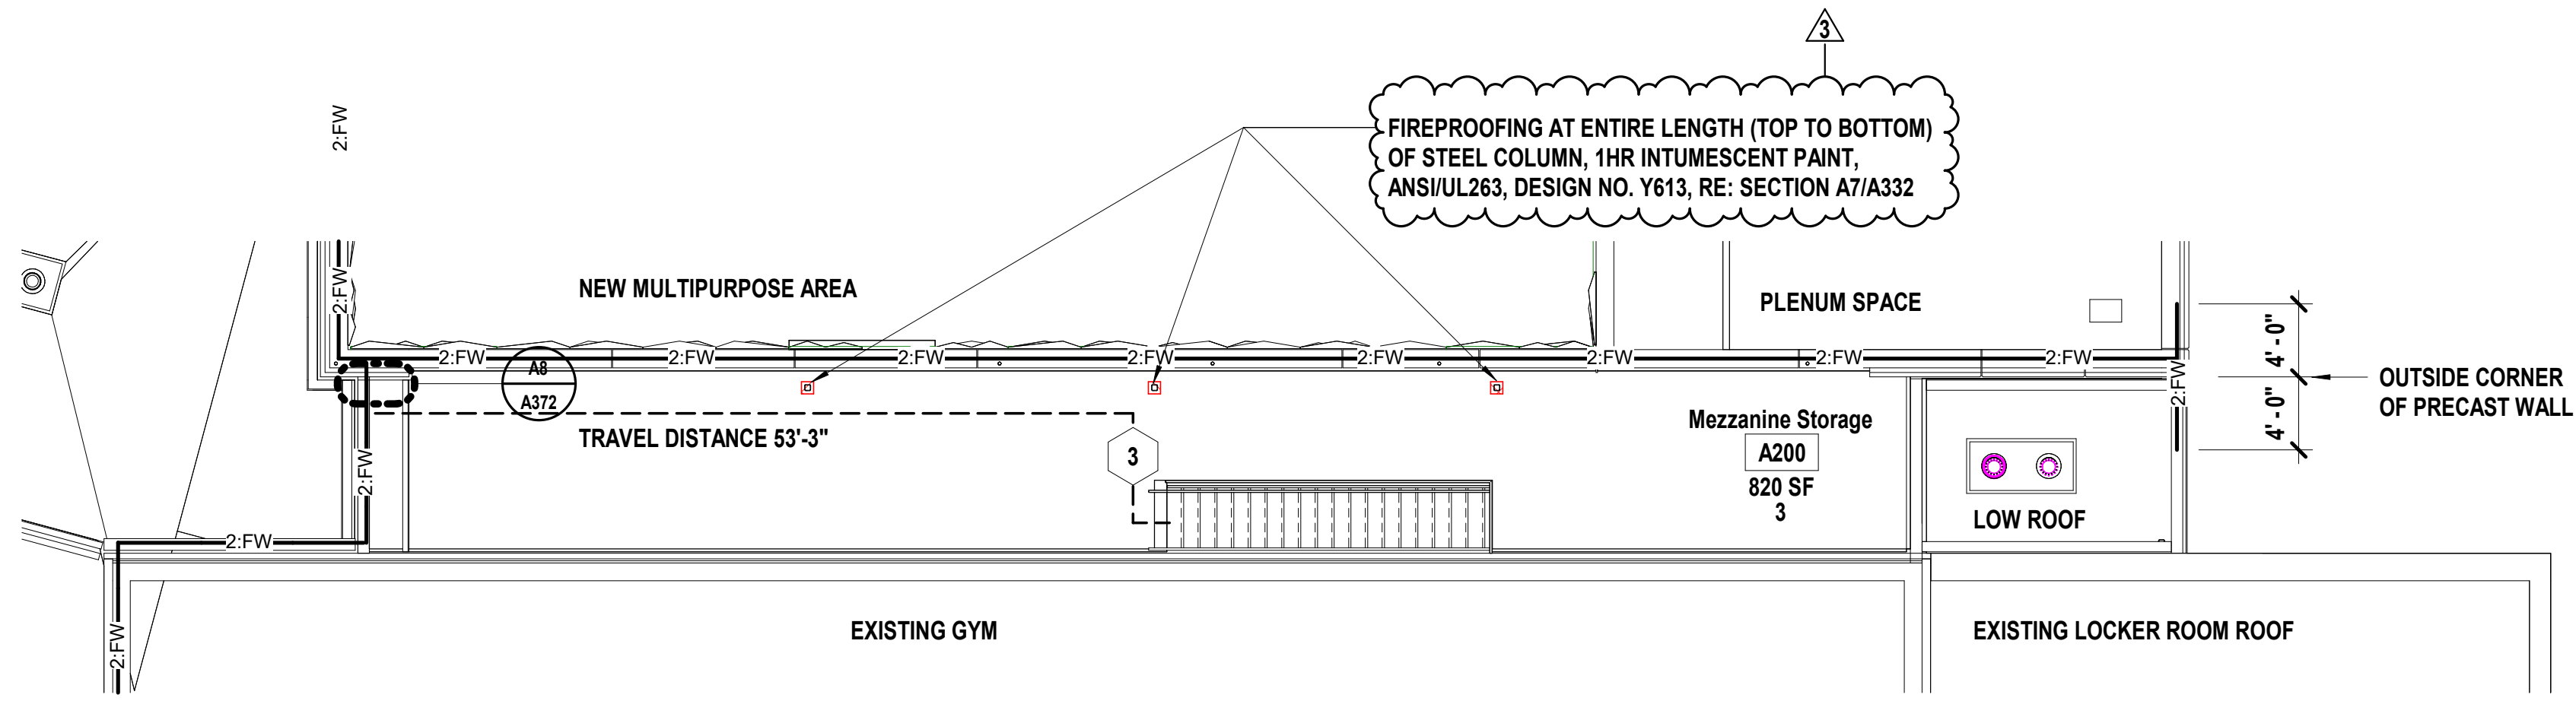 3
FIREPROOFING AT ENTIRE LENGTH (TOP TO BOTTOM)
OF STEEL COLUMN, 1HR INTUMESCENT PAINT,
ANSI/UL263, DESIGN NO. Y613, RE: SECTION A7/A332
2:FW
2:FW
NEW MULTIPURPOSE AREA
PLENUM SPACE
2:FW
2:FW
2:FW
2:FW
2:FW
2:FW
2:FW
2:FW
A8
A372
4' - 0"
4' - 0"
2:FW
OUTSIDE CORNER
OF PRECAST WALL
TRAVEL DISTANCE 53'-3"
3
Mezzanine Storage
A200
820 SF
3
LOW ROOF
2:FW
2:FW
2:FW
EXISTING GYM
EXISTING LOCKER ROOM ROOF